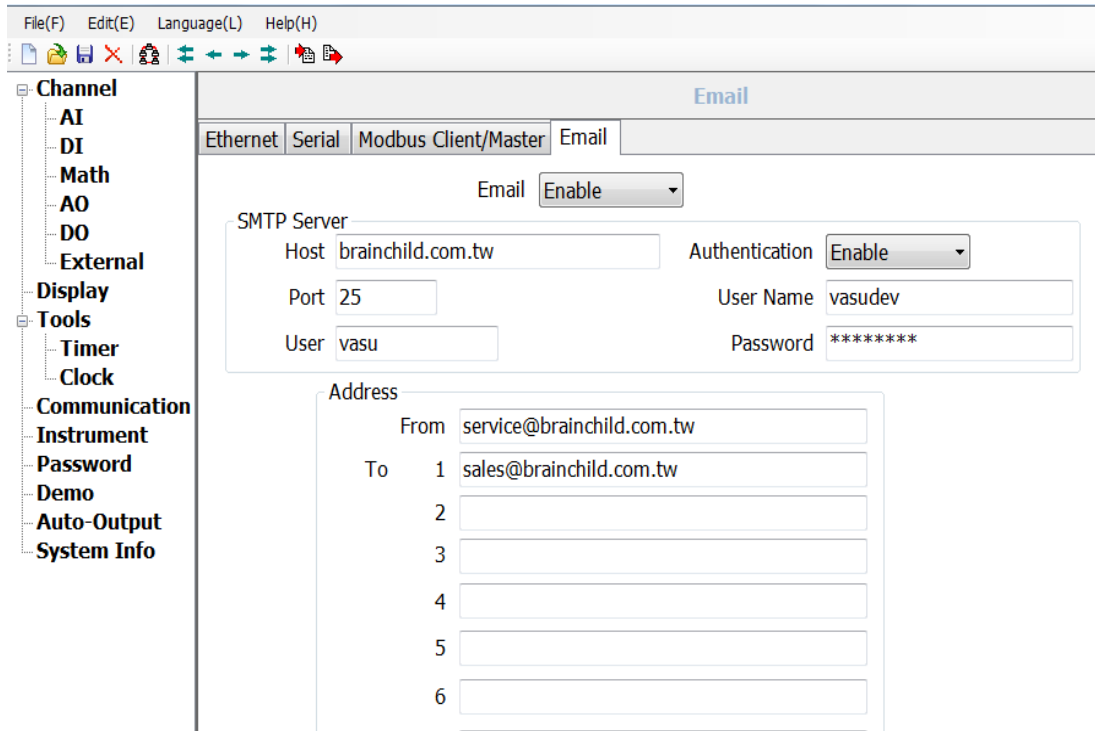 File(F) Edit(E) Language(L) Help(H)
Channel
AI
DI
Math
AO
DO
External
Display
Tools
Timer
Clock
Communication
Instrument
Password
Demo
Auto-Output
System Info
Email
Ethernet Serial Modbus Client/Master Email
Email Enable
SMTP Server
Host brainchild.com.tw Authentication Enable
Port 25 User Name vasudev
User vasu Password ********
Address
From service@brainchild.com.tw
To 1 sales@brainchild.com.tw
2
3
4
5
6